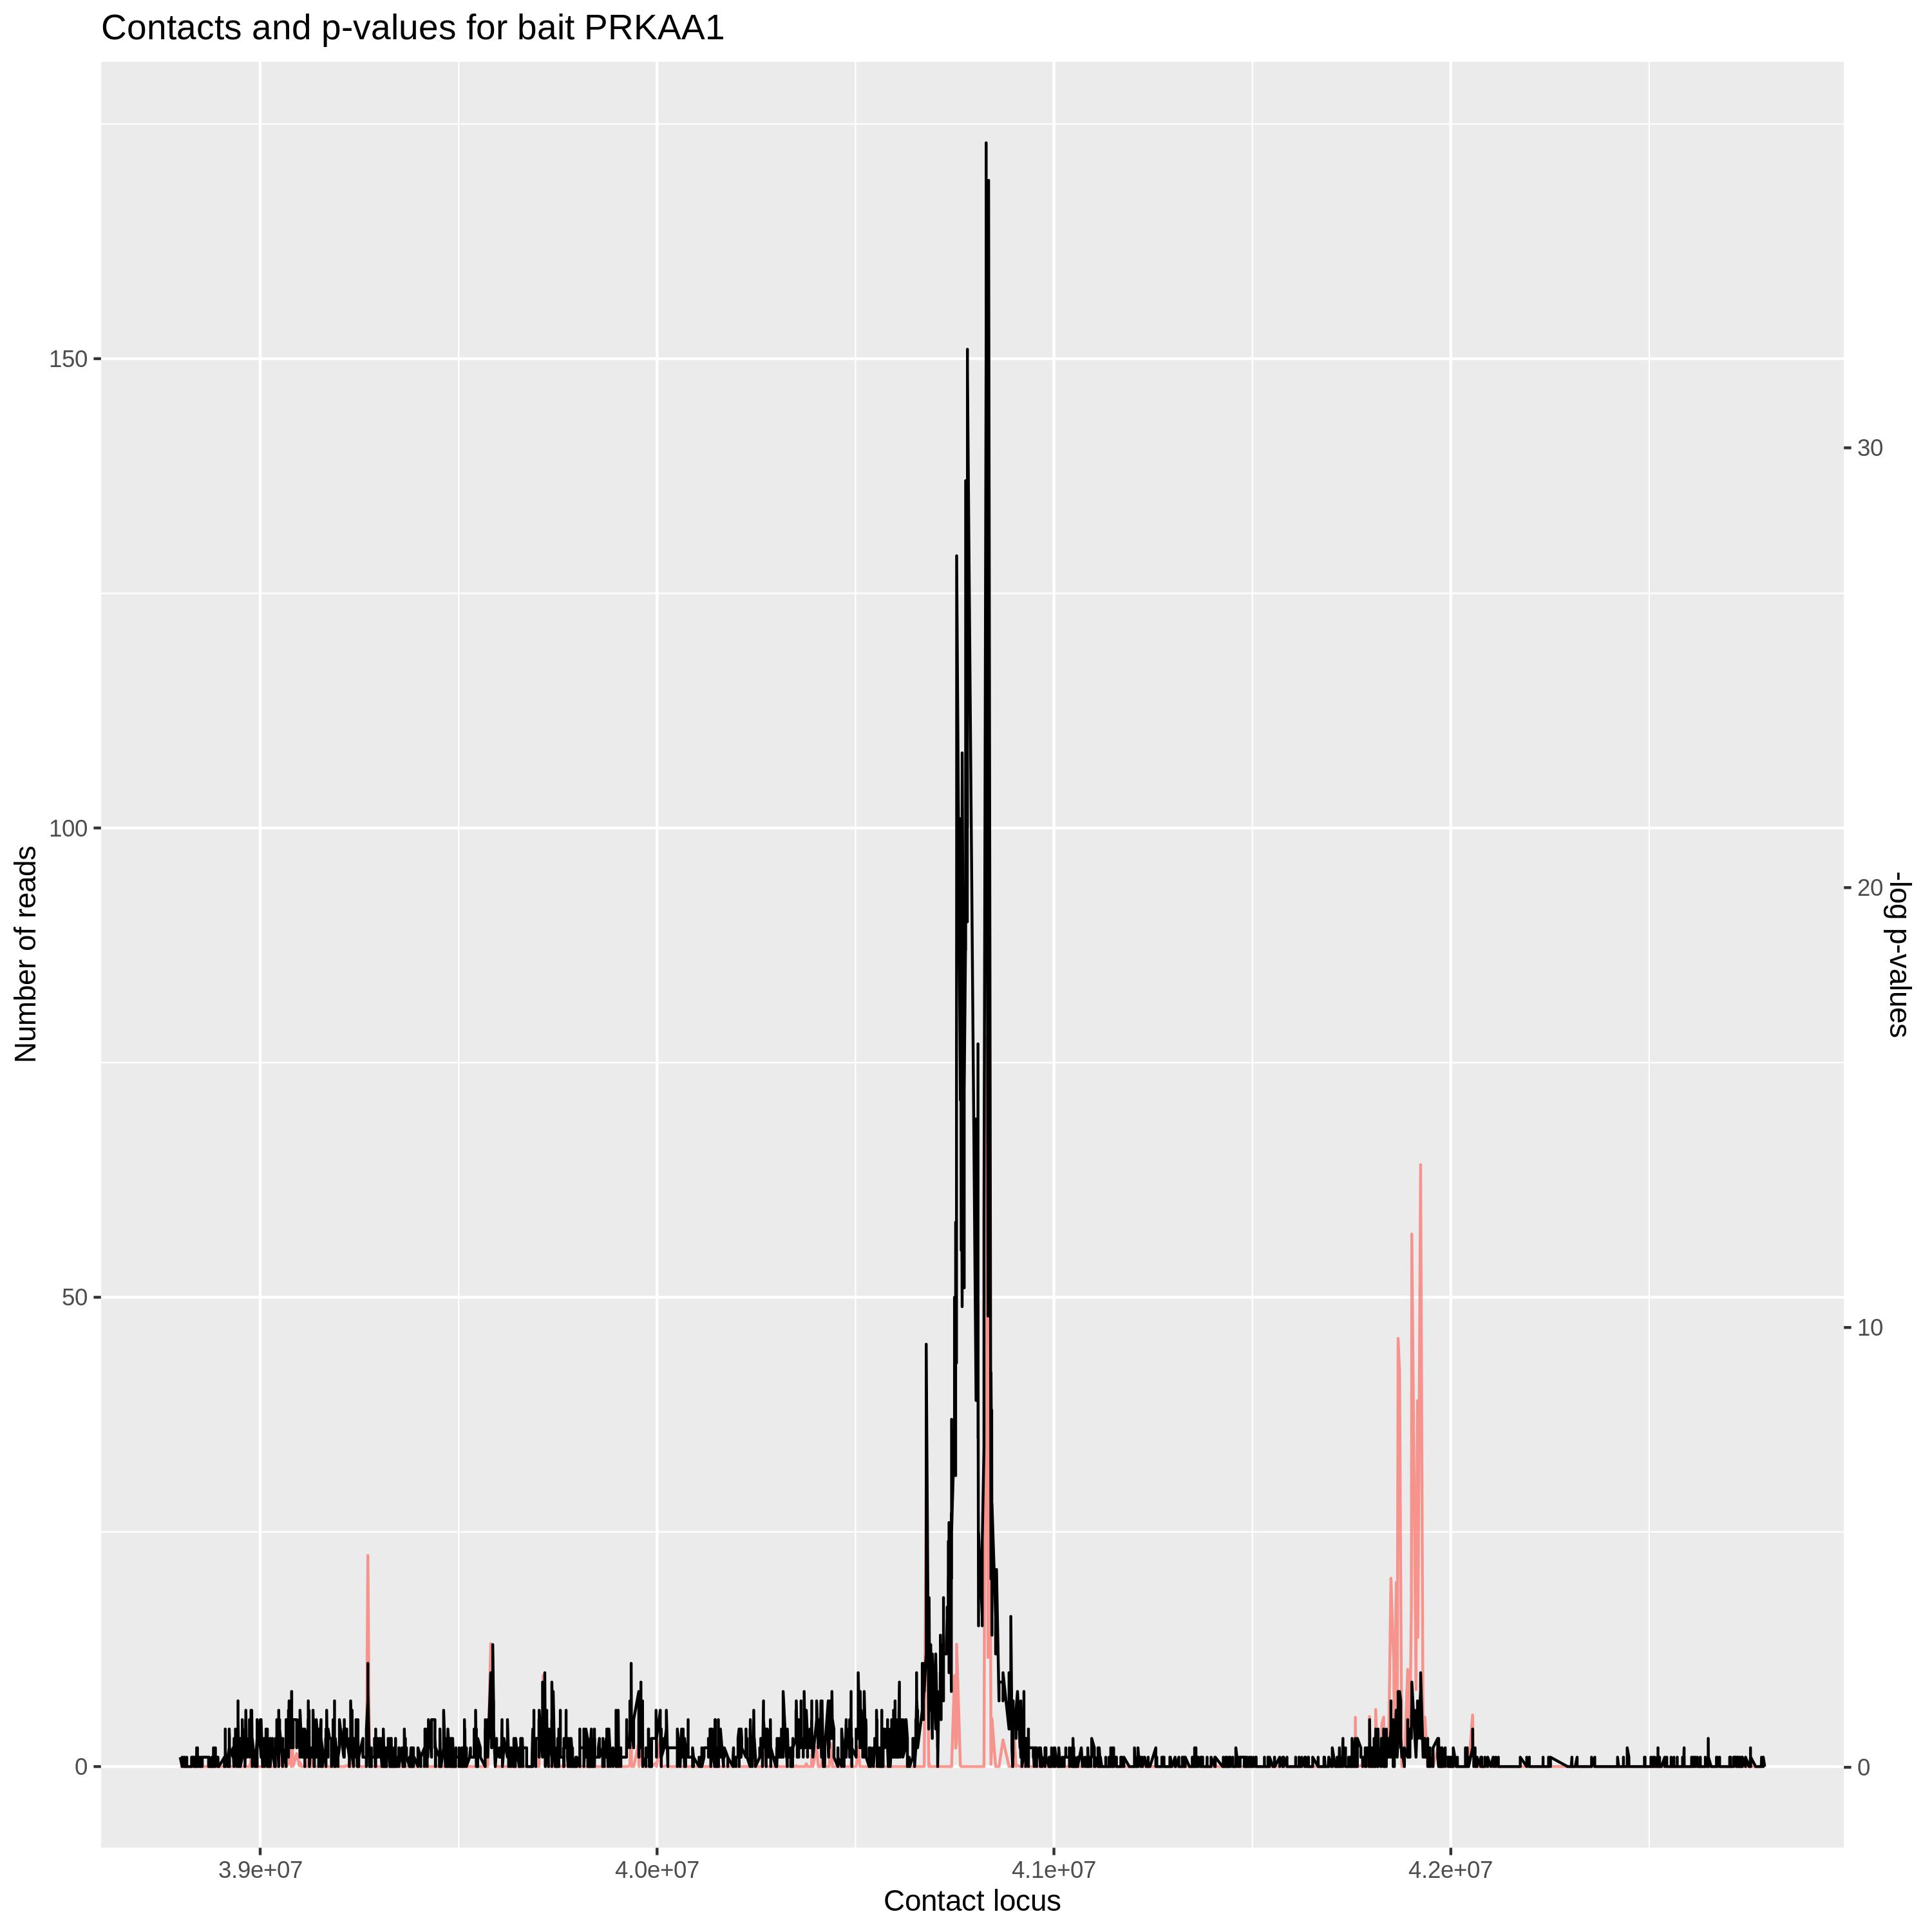 Contacts and p-values for bait PRKAA1
150
100
50
0
Number of reads
30
20
10
0
-log p-values
3.9e+07
4.0e+07
4.1e+07
4.2e+07
Contact locus